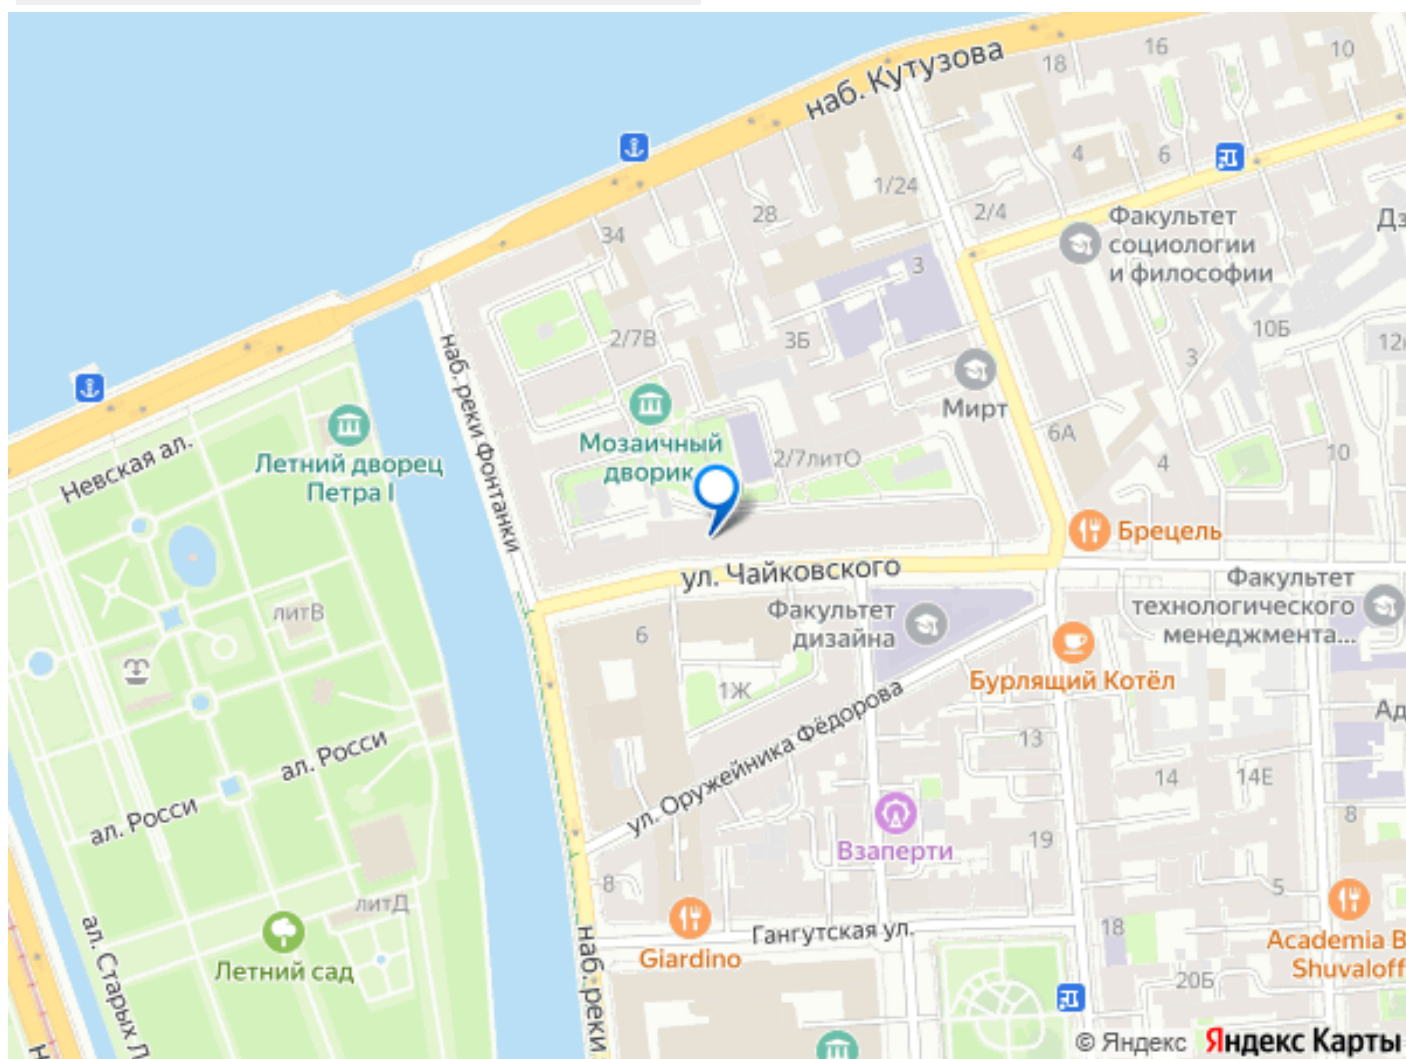 наб. Кутузова
18
16
10
34
28
1/24
2/4
4
6
Факультет
социологии
и философии
3
2/7В
3Б
10Б
3
наб. реки Фонтанки
Невская ал.
Летний дворец
Петра I
Мозаичный
дворик
2/7литО
Мирт
6А
4
10
Брецель
ул. Чайковского
Факультет
дизайна
Факультет
технологического
менеджмента...
литВ
6
1Ж
Бурлящий Котёл
ул. Оружейника Фёдорова
13
14
14Е
ал. Росси
ал. Росси
Взаперти
19
8
8
5
литД
Летний сад
ал. Старых
наб. реки
Giardino
Гангутская ул.
18
20Б
Academia B
Shuvaloff
© Яндекс Яндекс Карты